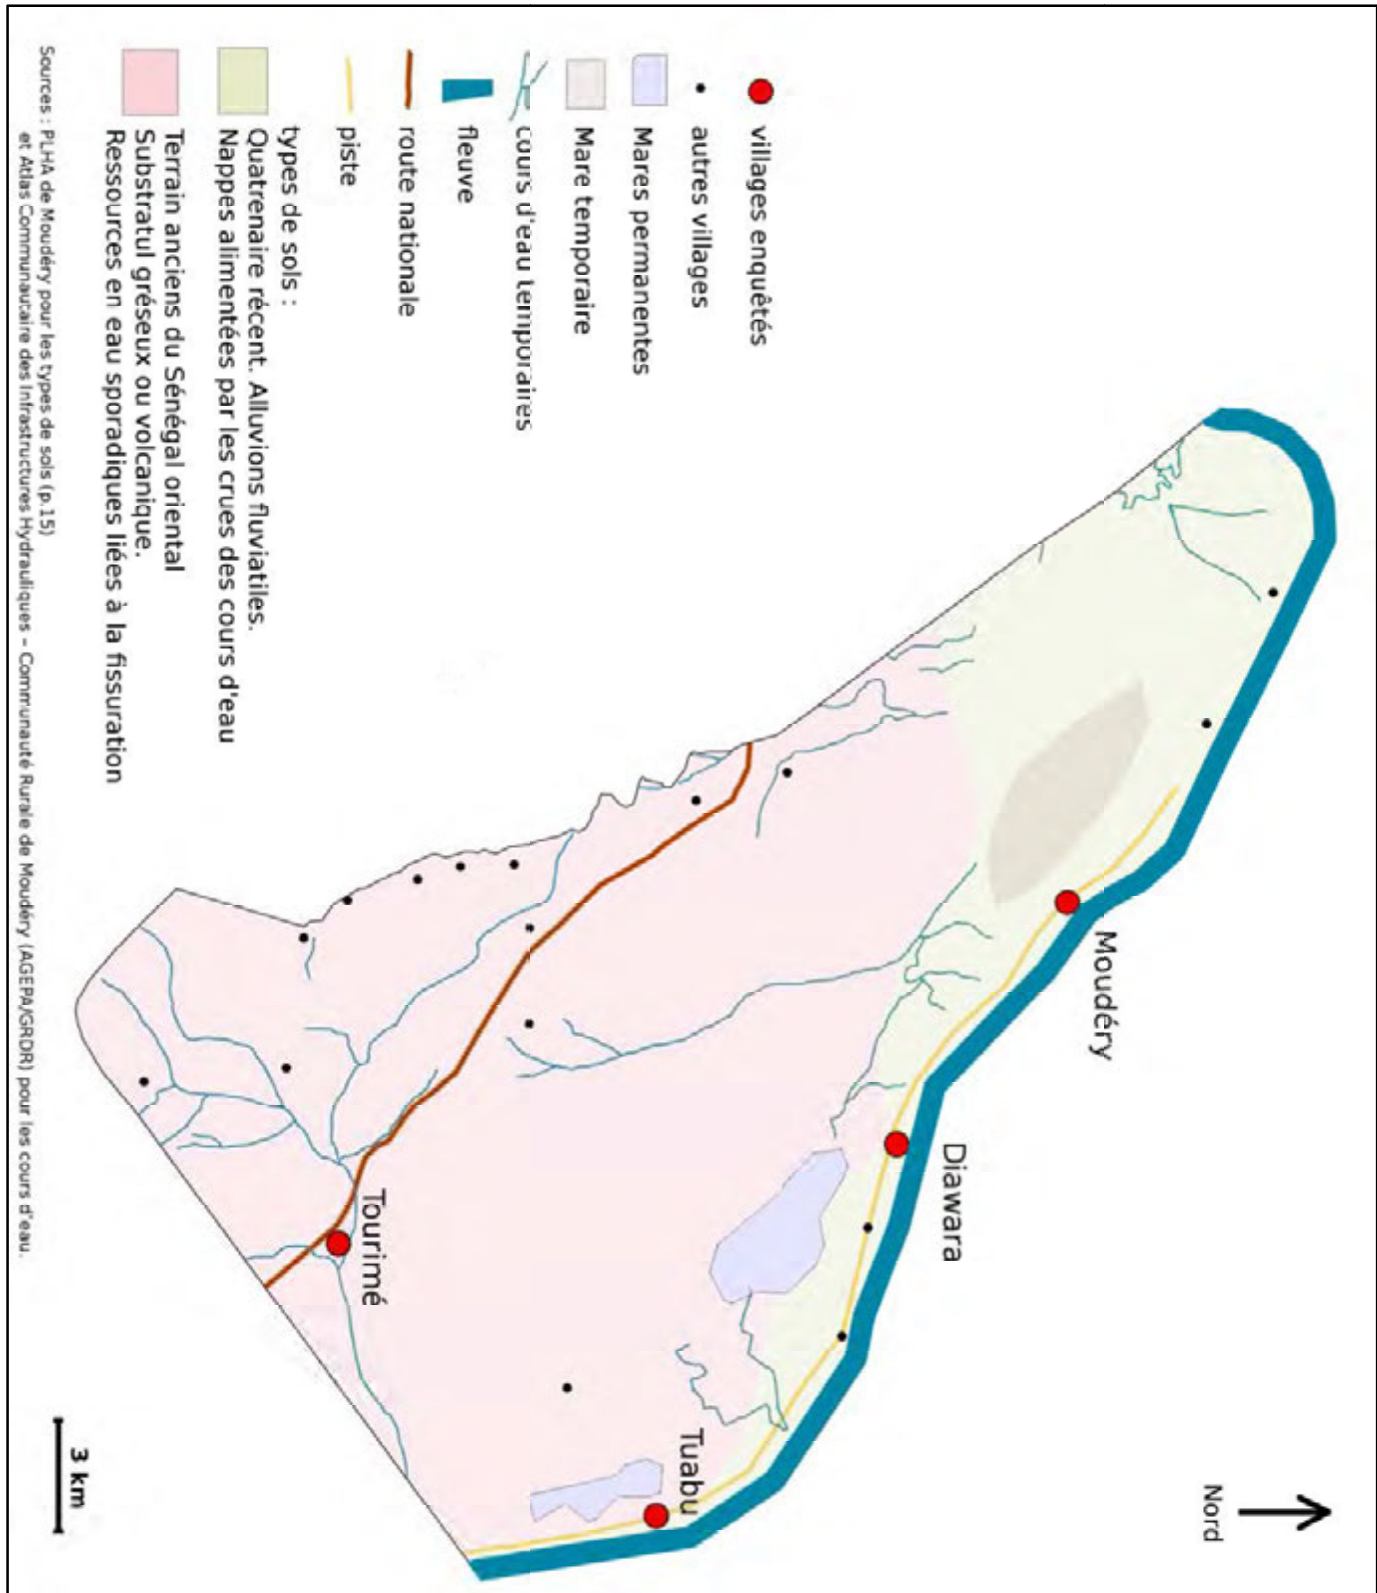 villages enquêtés
autres villages
Mares permanentes
Mare temporaire
cours d'eau temporaires
fleuve
route nationale
piste
types de sols :
Quatrenaire récent. Alluvions fluviatiles.
Nappes alimentées par les crues des cours d'eau
Terrain anciens du Sénégal oriental
Substratul gréseux ou volcanique.
Ressources en eau sporadiques liées à la fissuration
Sources : PLHA de Moudéry pour les types de sols (p.15)
et Atlas Communautaire des Infrastructures Hydrauliques – Communauté Rurale de Moudéry (AGEPA/GRDR) pour les cours d'eau.
Moudéry
Diawara
Tourimé
Tuabu
Nord
3 km